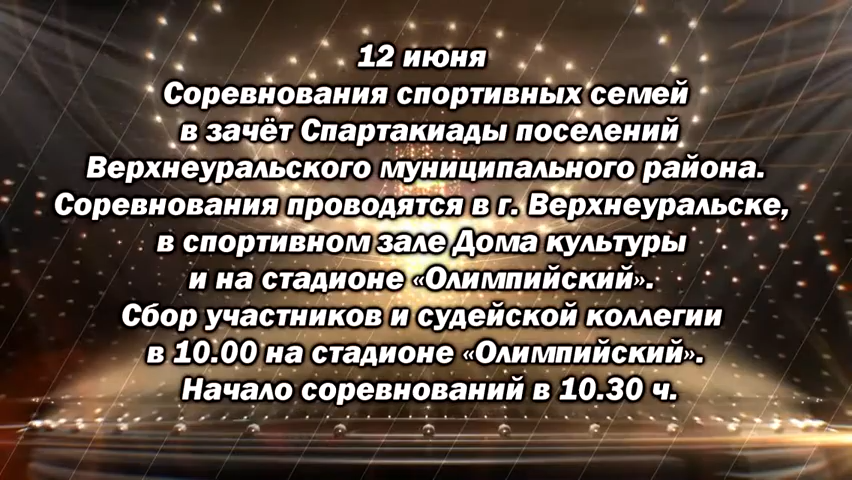 12 июня
Соревнования спортивных семей
в зачёт Спартакиады поселений
Верхнеуральского муниципального района.
Соревнования проводятся в г. Верхнеуральске,
в спортивном зале Дома культуры
и на стадионе «Олимпийский».
Сбор участников и судейской коллегии
в 10.00 на стадионе «Олимпийский».
Начало соревнований в 10.30 ч.